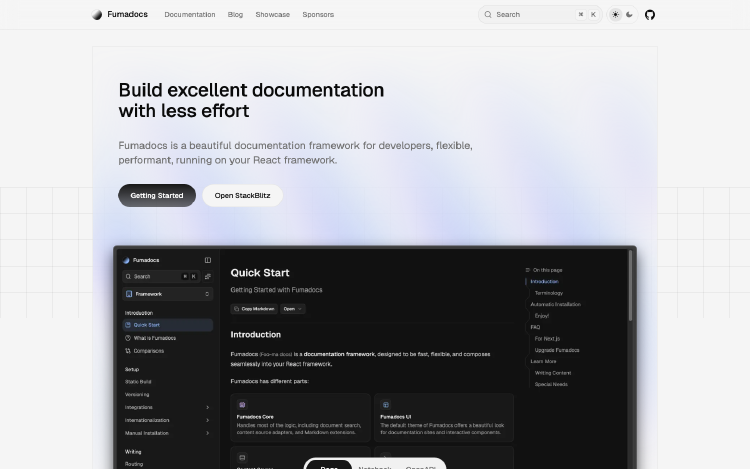 Fumadocs
Documentation
Blog
Showcase
Sponsors
Search
⌘ K
Build excellent documentation
with less effort
Fumadocs is a beautiful documentation framework for developers, flexible,
performant, running on your React framework.
Getting Started
Open StackBlitz
Fumadocs
Search
⌘ K
Framework
Introduction
Quick Start
What is Fumadocs
Comparisons
Setup
Static Build
Versioning
Integrations
Internationalization
Manual Installation
Writing
Routing
Quick Start
Getting Started with Fumadocs
Copy Markdown
Open
Introduction
Fumadocs (Foo-ma docs) is a documentation framework, designed to be fast, flexible, and composes
seamlessly into your React framework.
Fumadocs has different parts:
Fumadocs Core
Handles most of the logic, including document search,
content source adapters, and Markdown extensions.
Fumadocs UI
The default theme of Fumadocs offers a beautiful look
for documentation sites and interactive components.
On this page
Introduction
Terminology
Automatic Installation
Enjoy!
FAQ
For Next.js
Upgrade Fumadocs
Learn More
Writing Content
Special Needs